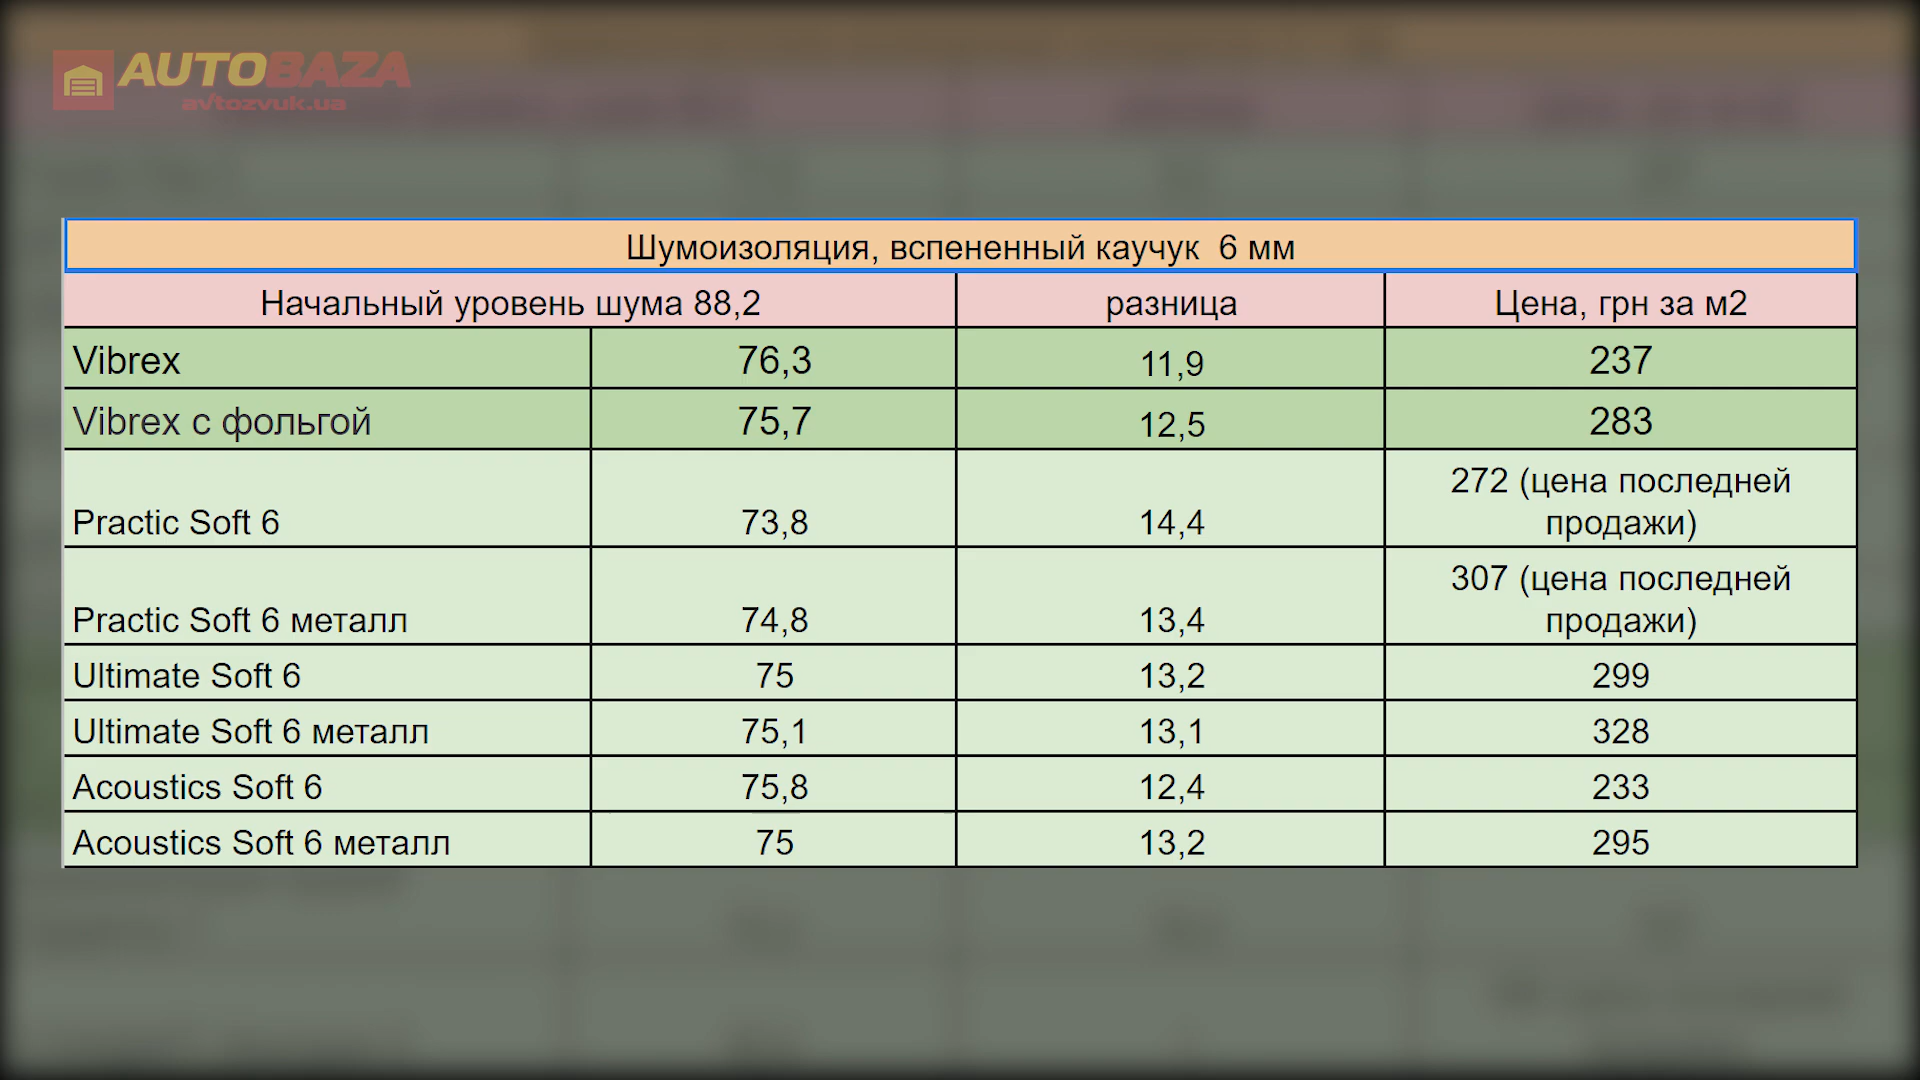 AUTOBAZA
avtozvuk.ua
Шумоизоляция, вспененный каучук 6 мм
Начальный уровень шума 88,2 разница Цена, грн за м2
Vibrex 76,3 11,9 237
Vibrex с фольгой 75,7 12,5 283
Practic Soft 6 73,8 14,4 272 (цена последней
продажи)
Practic Soft 6 металл 74,8 13,4 307 (цена последней
продажи)
Ultimate Soft 6 75 13,2 299
Ultimate Soft 6 металл 75,1 13,1 328
Acoustics Soft 6 75,8 12,4 233
Acoustics Soft 6 металл 75 13,2 295